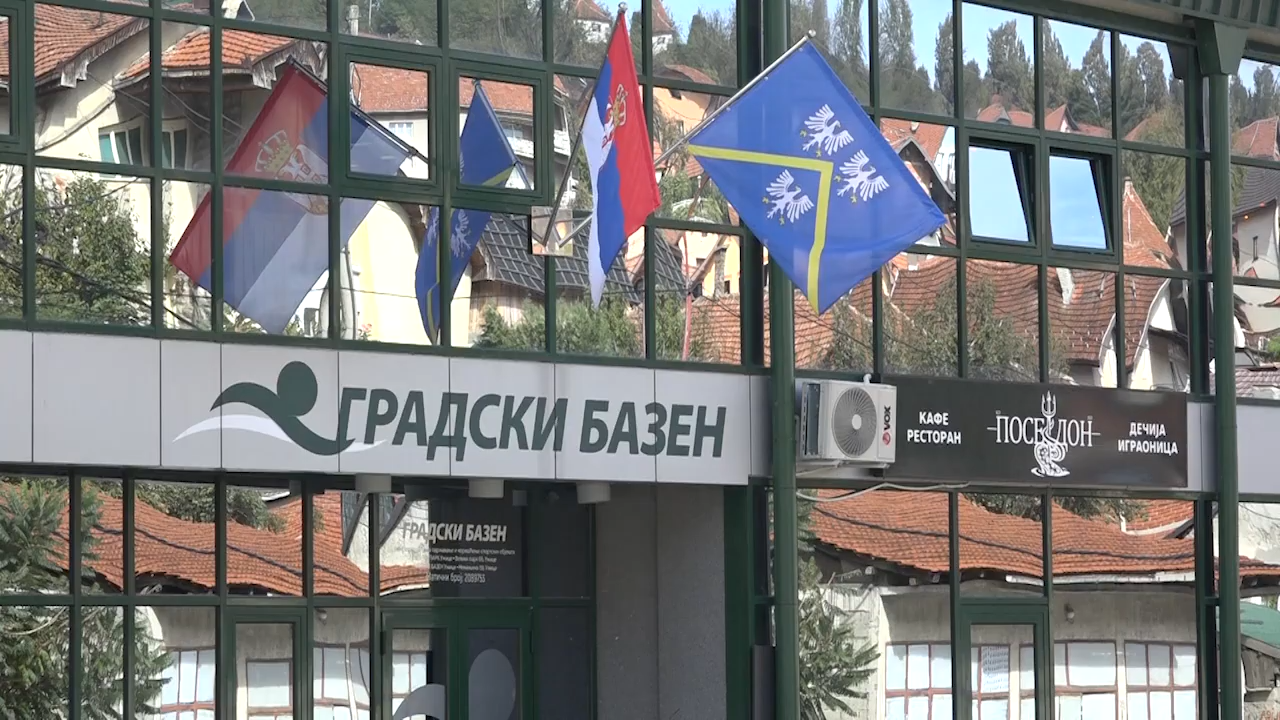 ГРАДСКИ БАЗЕН
VOX
КАФЕ
РЕСТОРАН
ПОСЕЈДОН
ДЕЧИЈА
ИГРАОНИЦА
ГРАДСКИ БАЗЕН